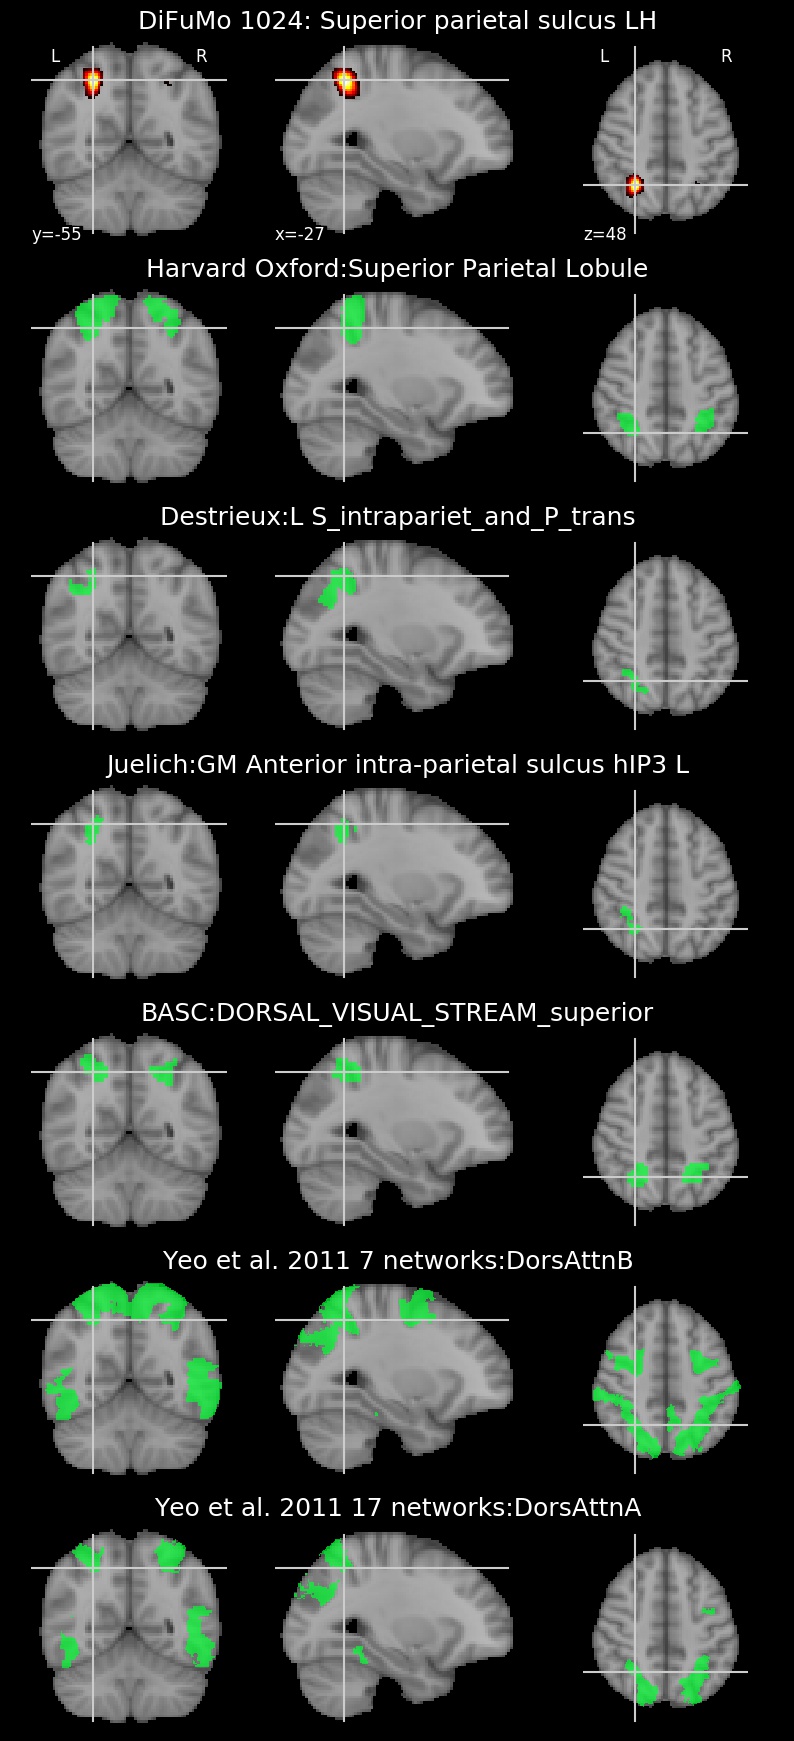 DiFuMo 1024: Superior parietal sulcus LH
L R L R
y=-55 x=-27 z=48
Harvard Oxford:Superior Parietal Lobule
Destrieux:L S_intrapariet_and_P_trans
Juelich:GM Anterior intra-parietal sulcus hIP3 L
BASC:DORSAL_VISUAL_STREAM_superior
Yeo et al. 2011 7 networks:DorsAttnB
Yeo et al. 2011 17 networks:DorsAttnA